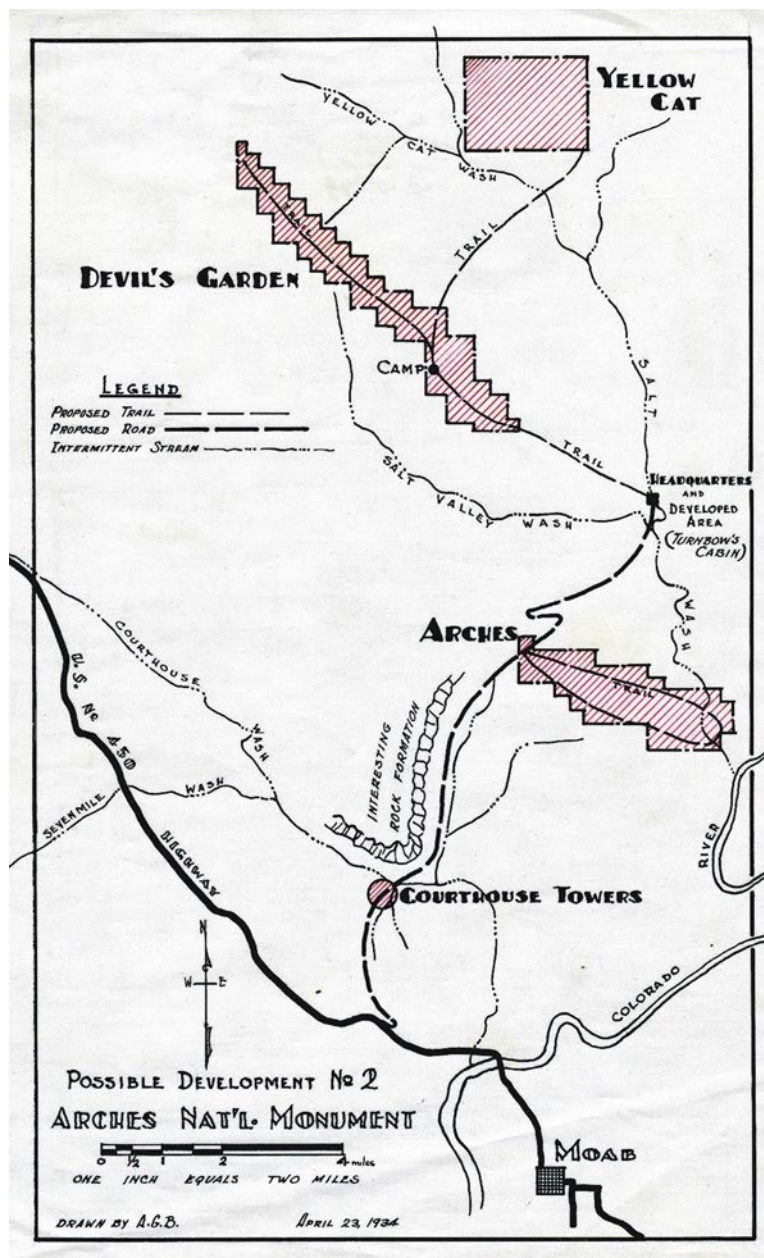 YELLOW
CAT
YELLOW CAT WASH
TRAIL
TRAIL
DEVIL'S GARDEN
CAMP
LEGEND
PROPOSED TRAIL
PROPOSED ROAD
INTERMITTENT STREAM
SALT
TRAIL
SALT VALLEY WASH
HEADQUARTERS
AND
DEVELOPED
AREA
(TURNBOW'S
CABIN)
WASH
ARCHES
TRAIL
COURTHOUSE WASH
U.S. No 450 HIGHWAY
INTERESTING
ROCK FORMATION
SEVENMILE WASH
RIVER
COURTHOUSE TOWERS
N
W E
COLORADO
POSSIBLE DEVELOPMENT No 2
ARCHES NAT'L MONUMENT
0 ½ 1 2 4 miles
ONE INCH EQUALS TWO MILES
MOAB
DRAWN BY A.G.B. APRIL 23, 1934